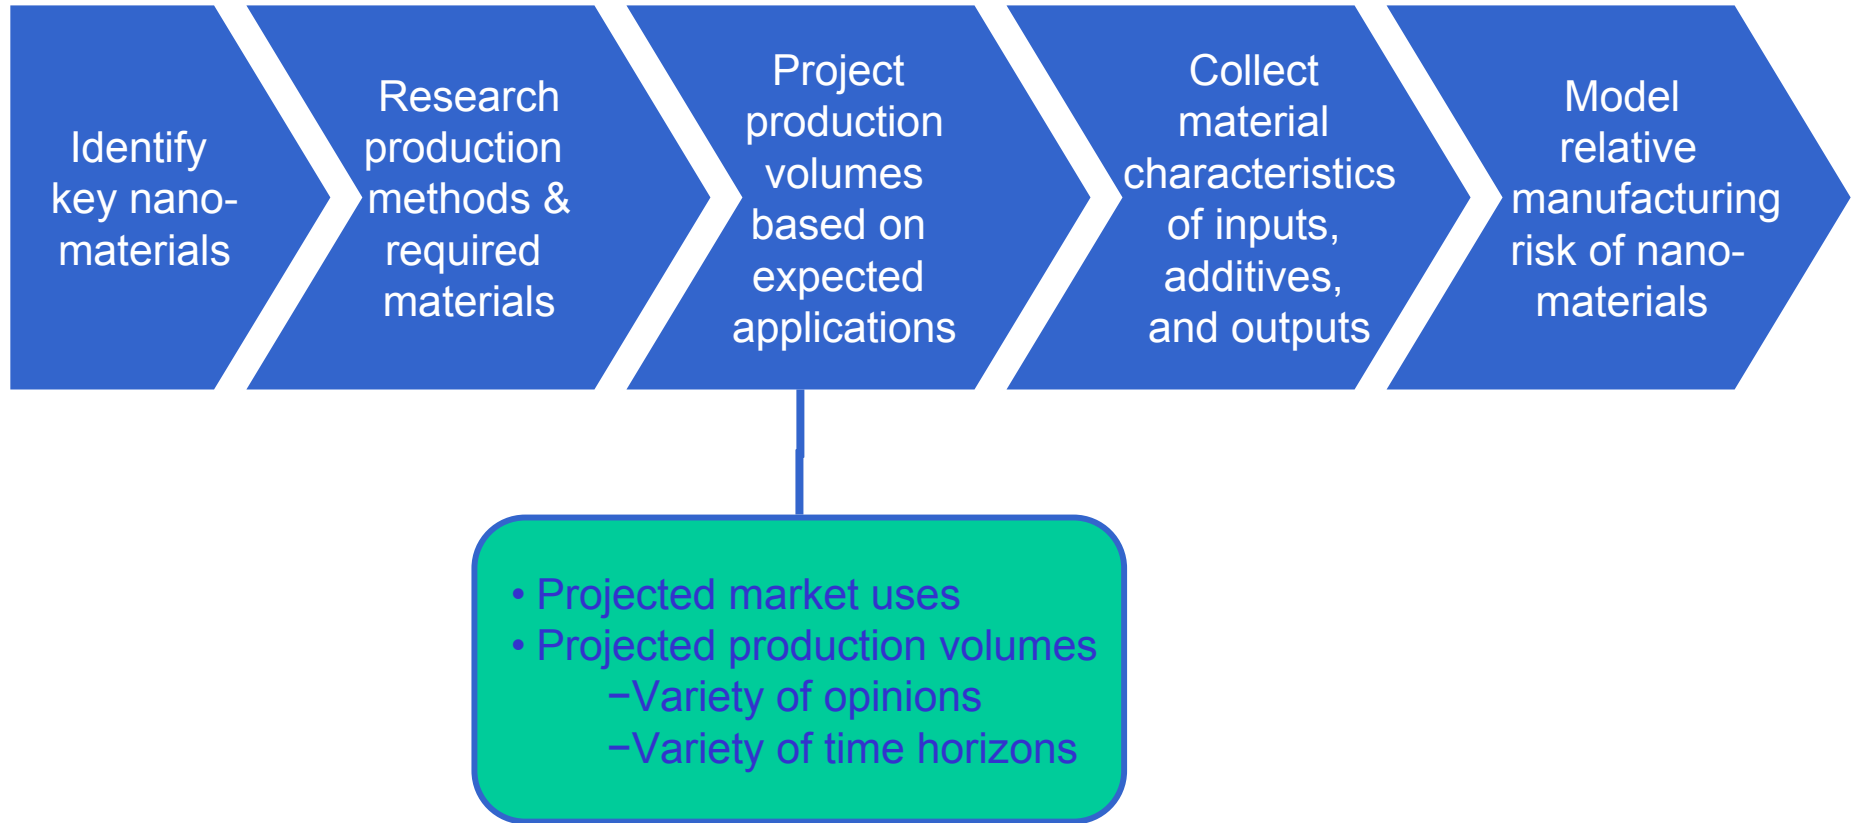 Identify
key nano-
materials
Research
production
methods &
required
materials
Project
production
volumes
based on
expected
applications
Collect
material
characteristics
of inputs,
additives,
and outputs
Model
relative
manufacturing
risk of nano-
materials
• Projected market uses
• Projected production volumes
−Variety of opinions
−Variety of time horizons